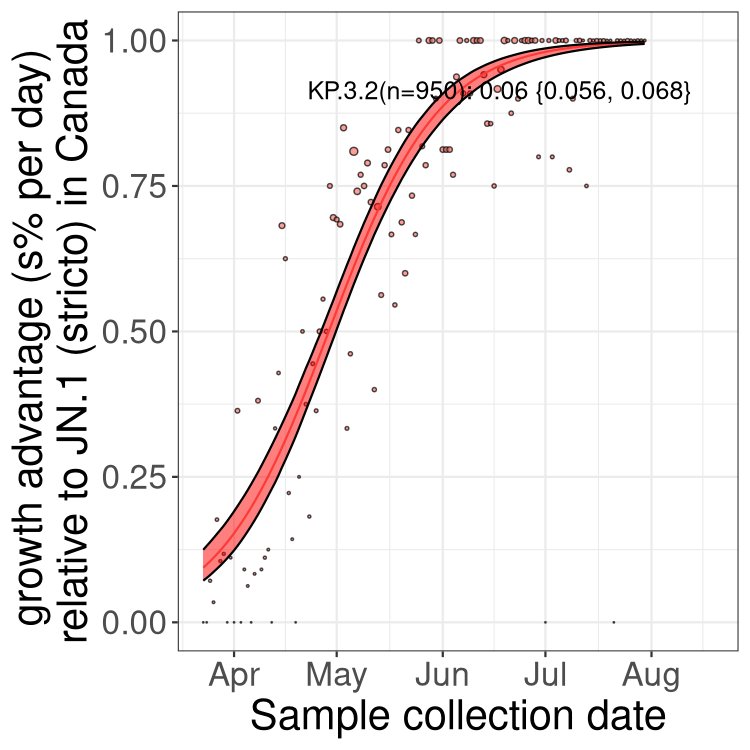 growth advantage (s% per day)
relative to JN.1 (stricto) in Canada
1.00
0.75
0.50
0.25
0.00
KP.3.2(n=950): 0.06 {0.056, 0.068}
Apr May Jun Jul Aug
Sample collection date